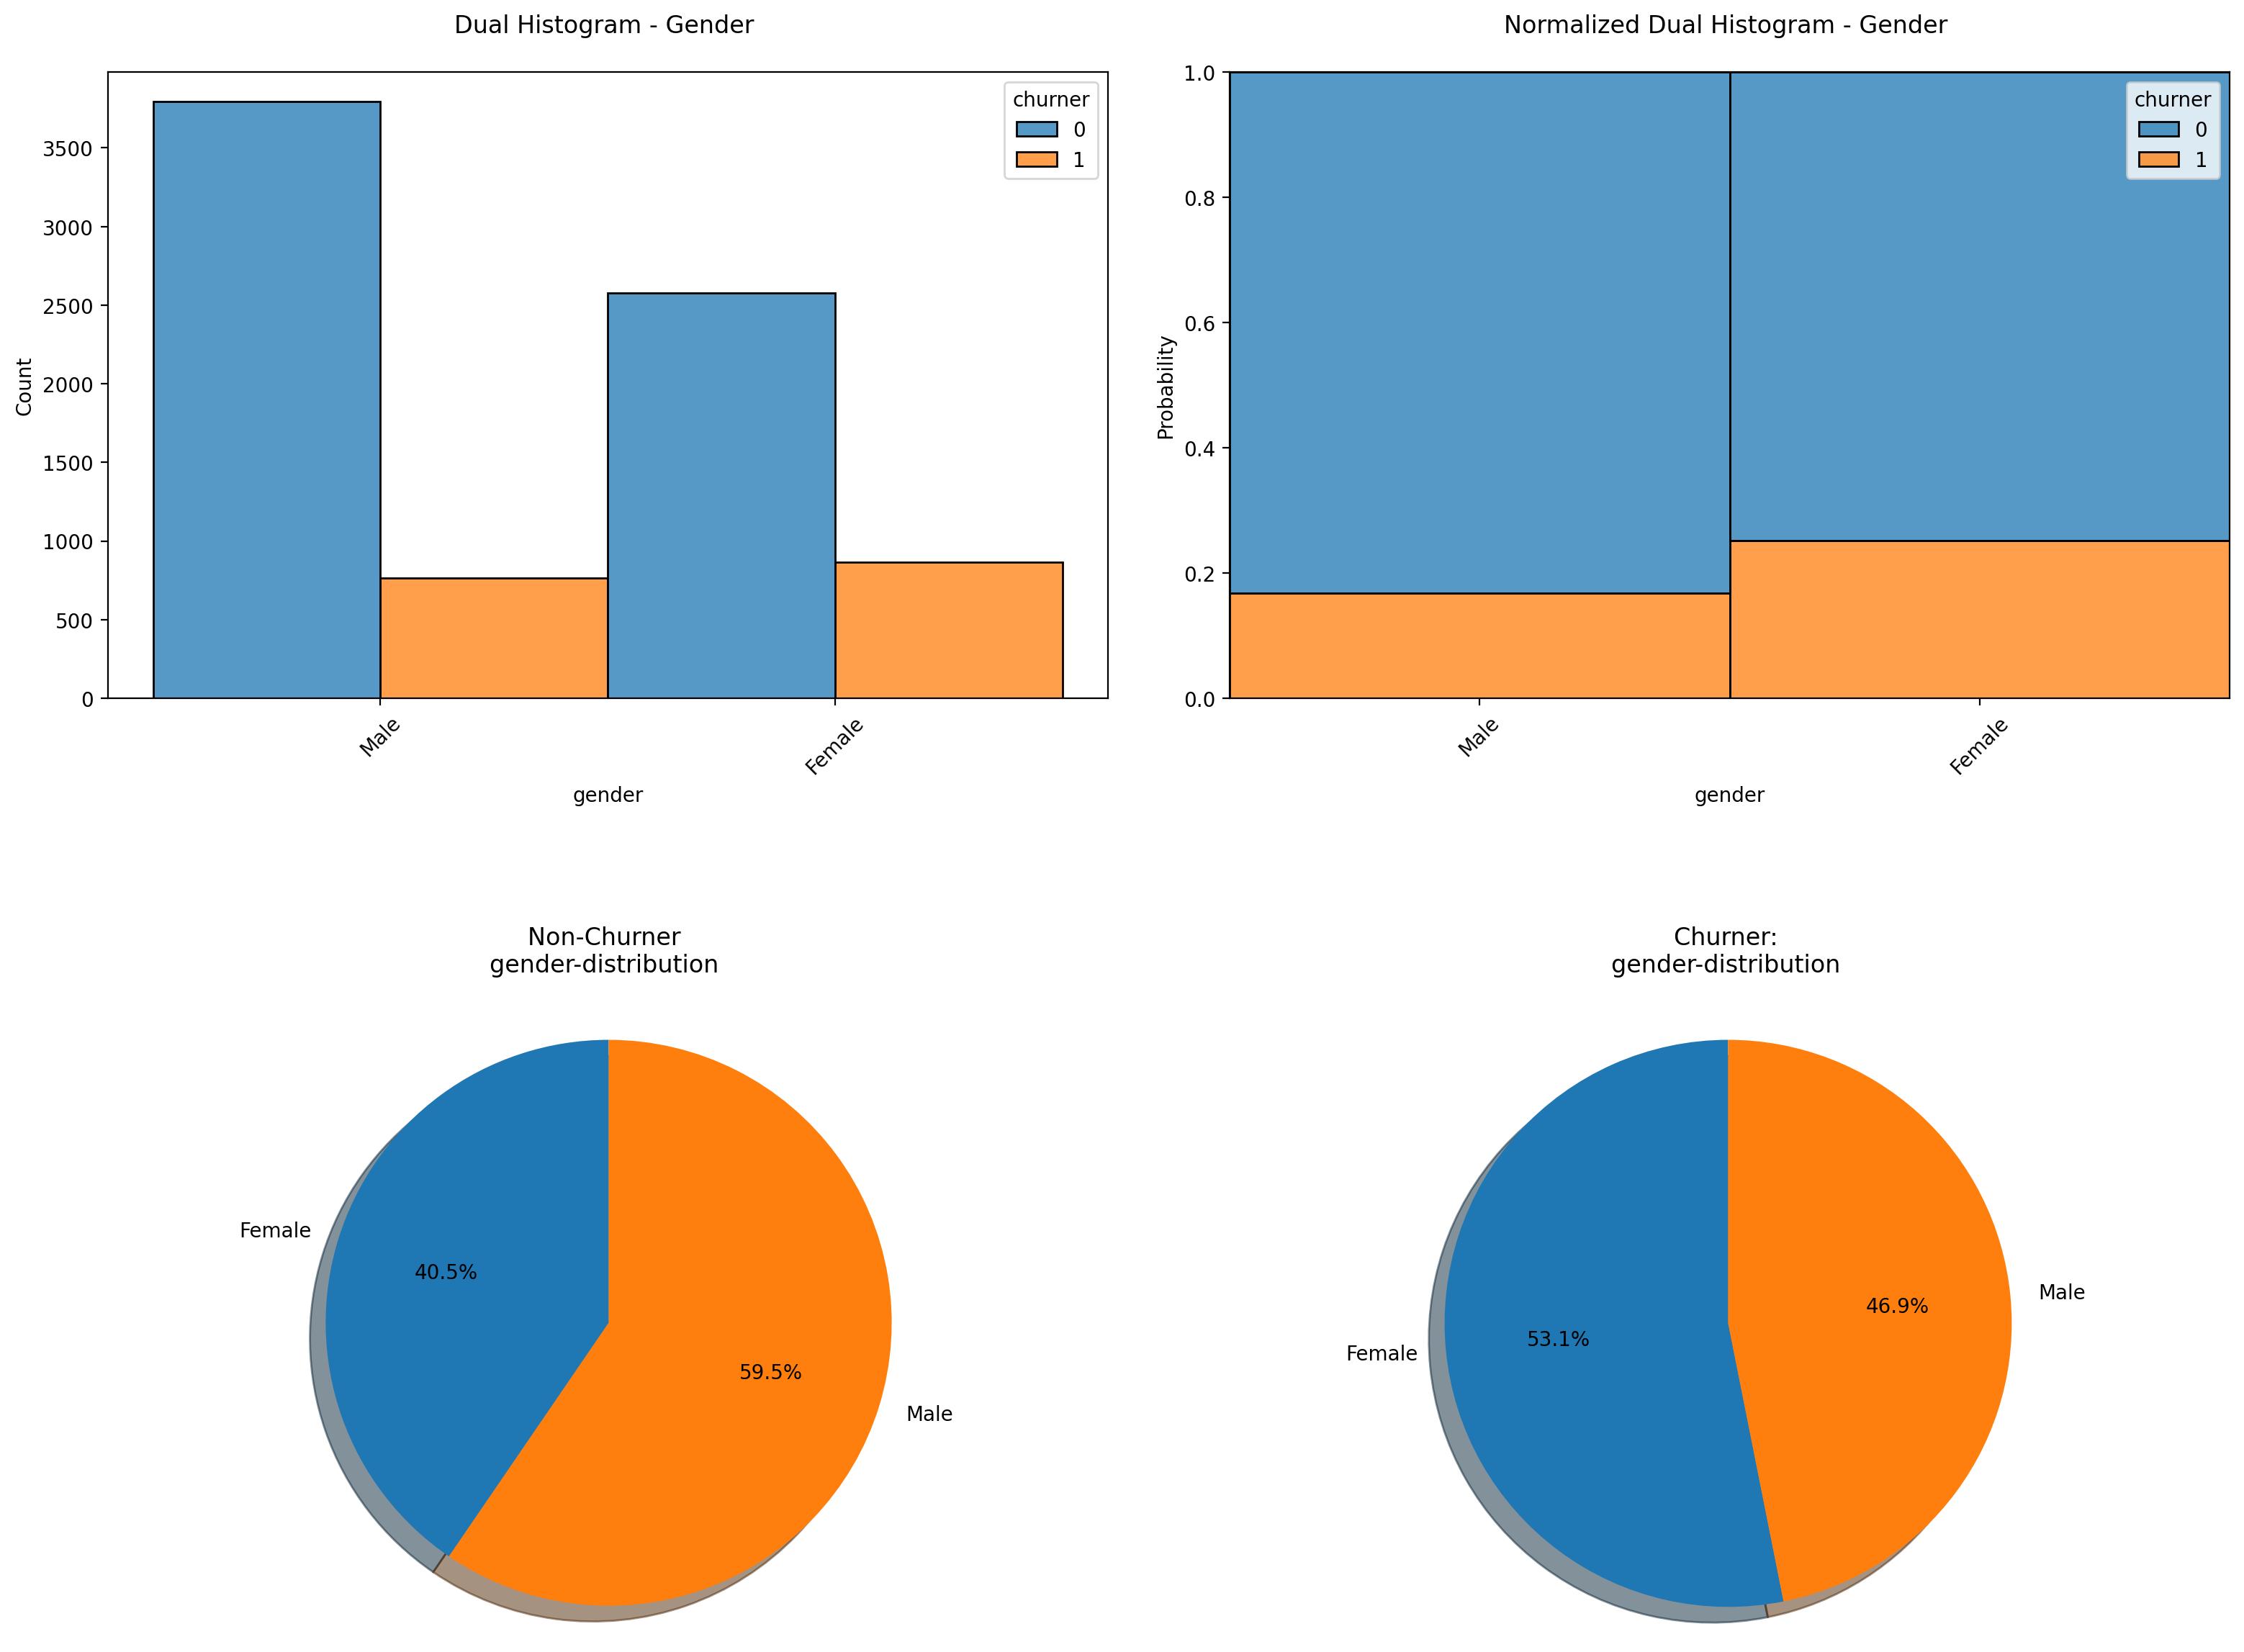 Dual Histogram - Gender
churner
0
1
3500
3000
2500
2000
1500
1000
500
0
Count
Male
Female
gender
Normalized Dual Histogram - Gender
churner
0
1
1.0
0.8
0.6
0.4
0.2
0.0
Probability
Male
Female
gender
Non-Churner
gender-distribution
Female
40.5%
59.5%
Male
Churner:
gender-distribution
Male
46.9%
53.1%
Female